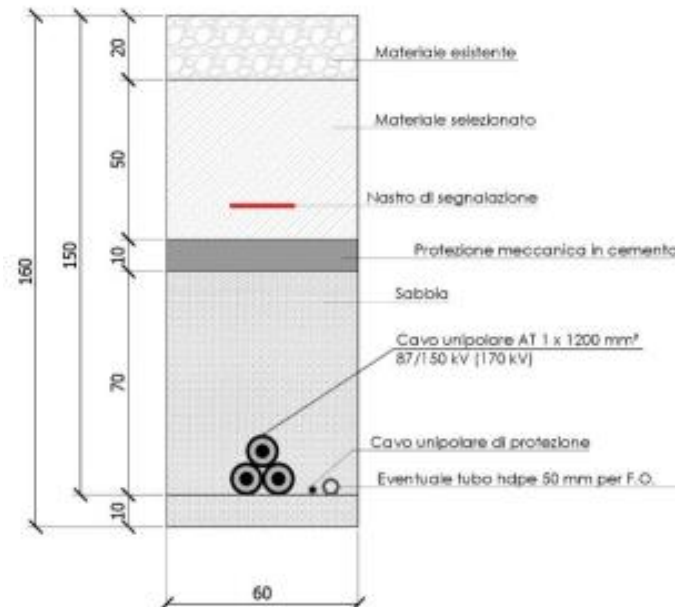 20
Materiale esistente
50
Materiale selezionato
Nastro di segnalazione
10
Protezione meccanica in cemento
160
150
Sabbia
70
Cavo unipolare AT 1 x 1200 mm²
87/150 kV (170 kV)
Cavo unipolare di protezione
Eventuale tubo hdpe 50 mm per F.O.
10
60